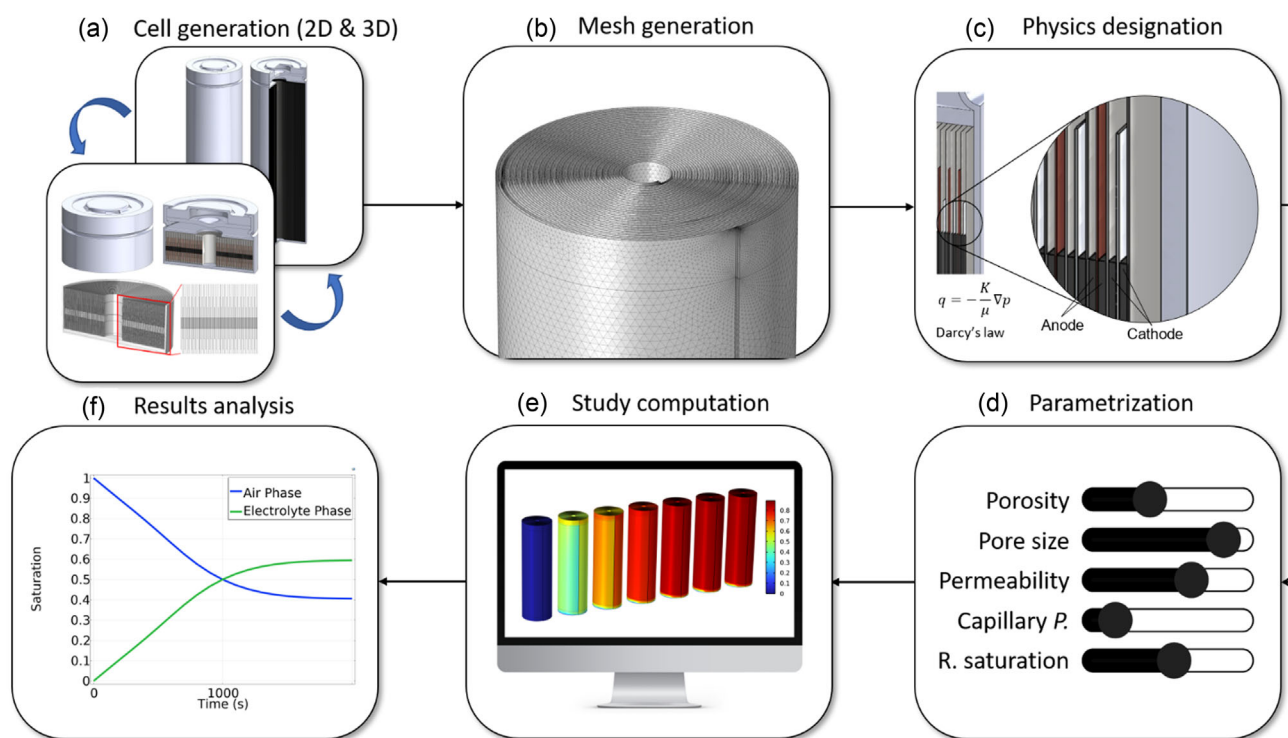 (a) Cell generation (2D & 3D)
(b) Mesh generation
(c) Physics designation
q = −K/μ ∇p
Darcy's law
Anode
Cathode
(f) Results analysis
1
0.9
0.8
0.7
0.6
0.5
0.4
0.3
0.2
0.1
0
Saturation
Air Phase
Electrolyte Phase
0
1000
Time (s)
(e) Study computation
0.8
0.7
0.6
0.5
0.4
0.3
0.2
0.1
0
(d) Parametrization
Porosity
Pore size
Permeability
Capillary P.
R. saturation